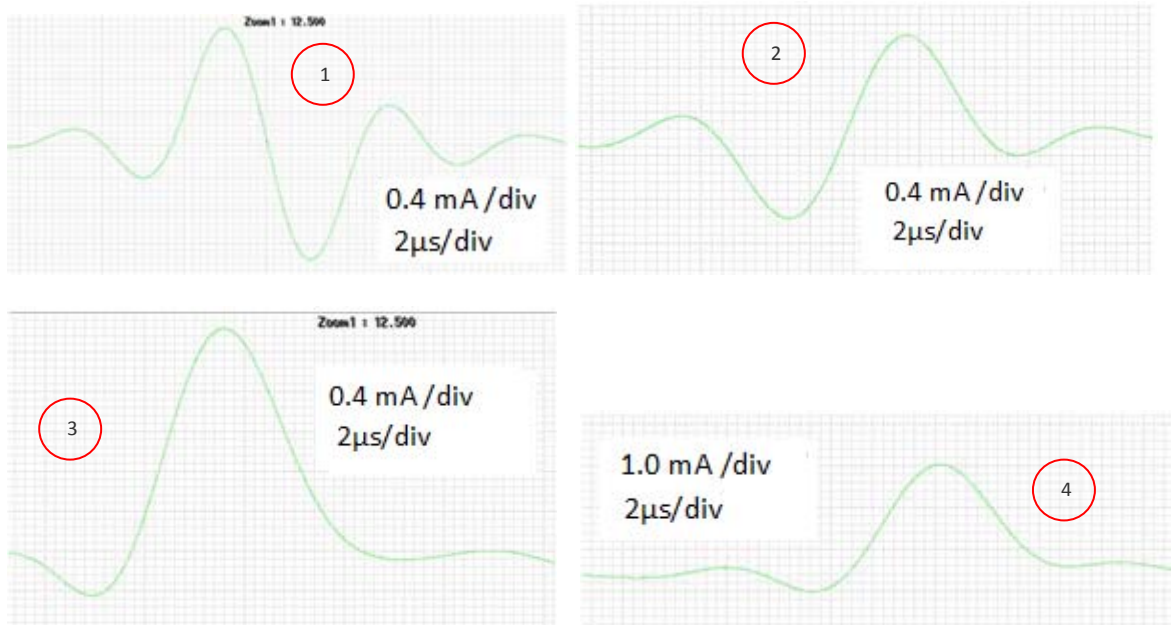 Zoom1 : 12.500
1
0.4 mA /div
2µs/div
2
0.4 mA /div
2µs/div
Zoom1 : 12.500
3
0.4 mA /div
2µs/div
1.0 mA /div
2µs/div
4